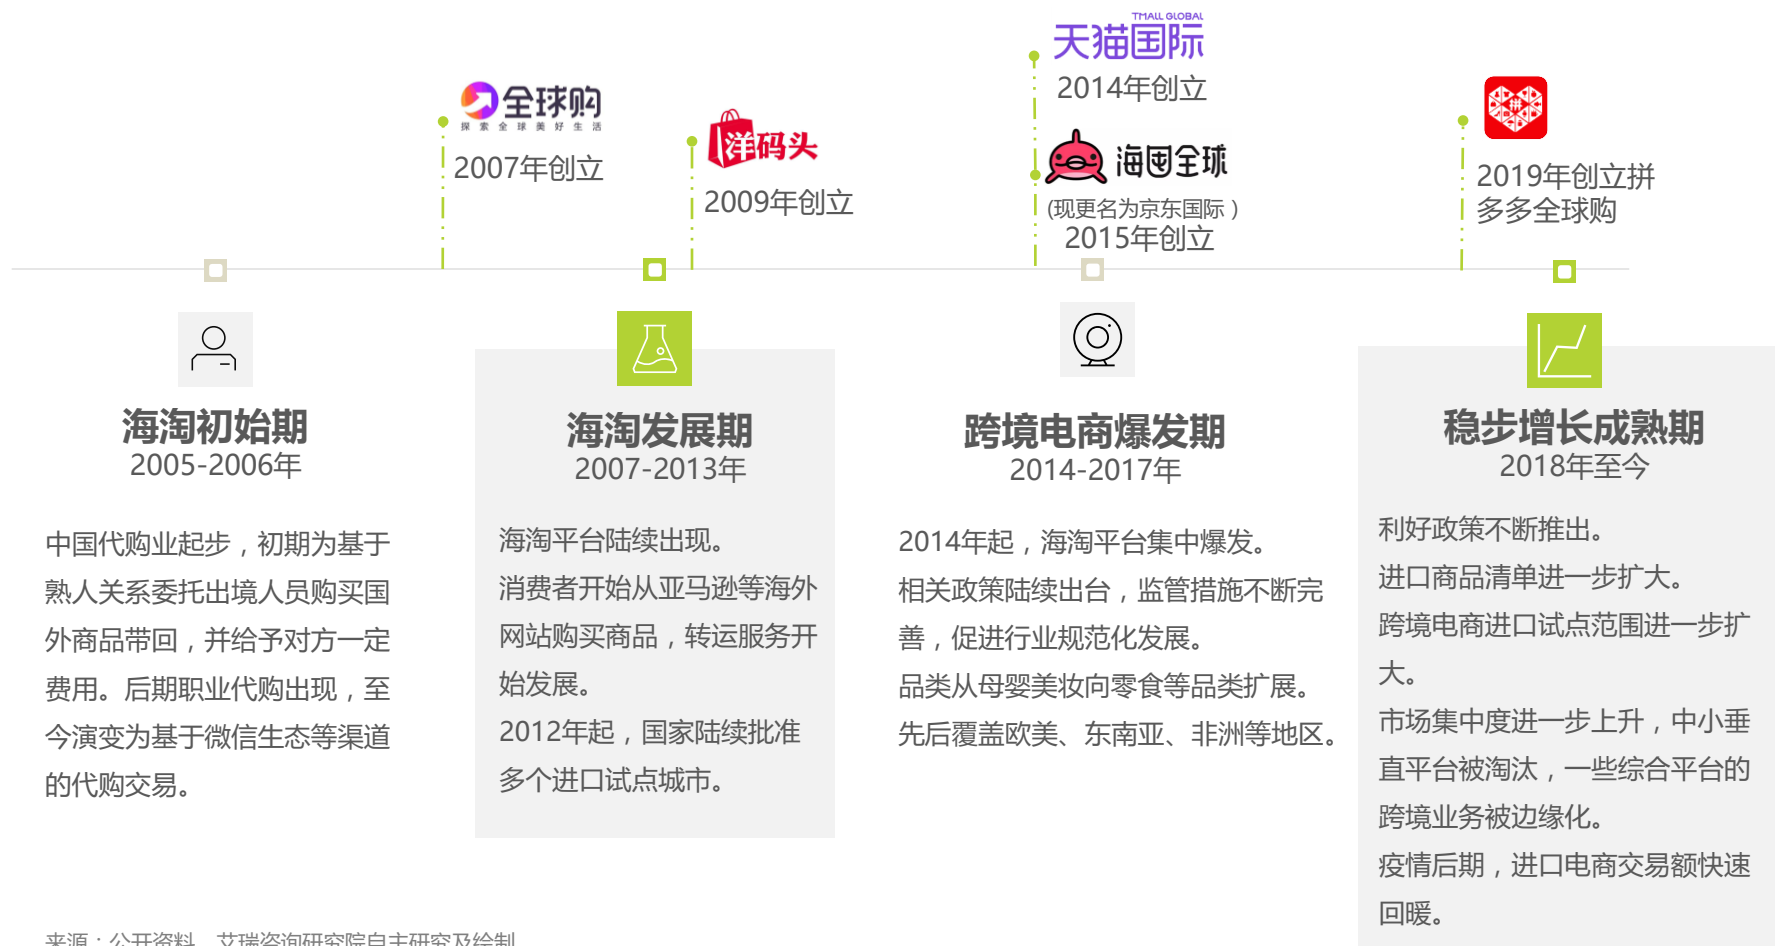 TMALL GLOBAL
天猫国际
2014年创立
全球购
探索全球美好生活
2007年创立
洋码头
2009年创立
海囤全球
(现更名为京东国际）
2015年创立
拼
2019年创立拼
多多全球购
海淘初始期
2005-2006年
中国代购业起步，初期为基于
熟人关系委托出境人员购买国
外商品带回，并给予对方一定
费用。后期职业代购出现，至
今演变为基于微信生态等渠道
的代购交易。
海淘发展期
2007-2013年
海淘平台陆续出现。
消费者开始从亚马逊等海外
网站购买商品，转运服务开
始发展。
2012年起，国家陆续批准
多个进口试点城市。
跨境电商爆发期
2014-2017年
2014年起，海淘平台集中爆发。
相关政策陆续出台，监管措施不断完
善，促进行业规范化发展。
品类从母婴美妆向零食等品类扩展。
先后覆盖欧美、东南亚、非洲等地区。
稳步增长成熟期
2018年至今
利好政策不断推出。
进口商品清单进一步扩大。
跨境电商进口试点范围进一步扩
大。
市场集中度进一步上升，中小垂
直平台被淘汰，一些综合平台的
跨境业务被边缘化。
疫情后期，进口电商交易额快速
回暖。
来源：公开资料，艾瑞咨询研究院自主研究及绘制